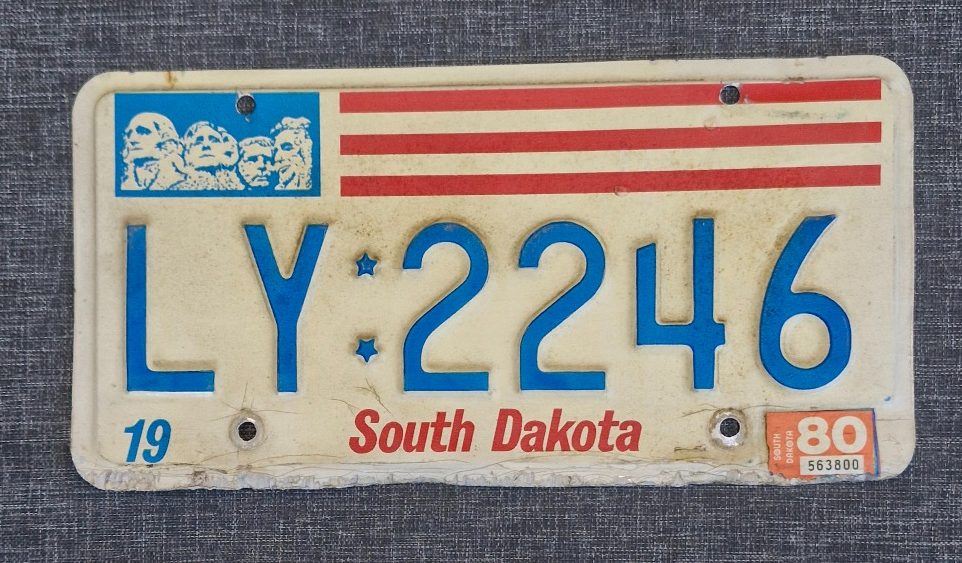 LY 2246
19
South Dakota
SOUTH DAKOTA
80
563800